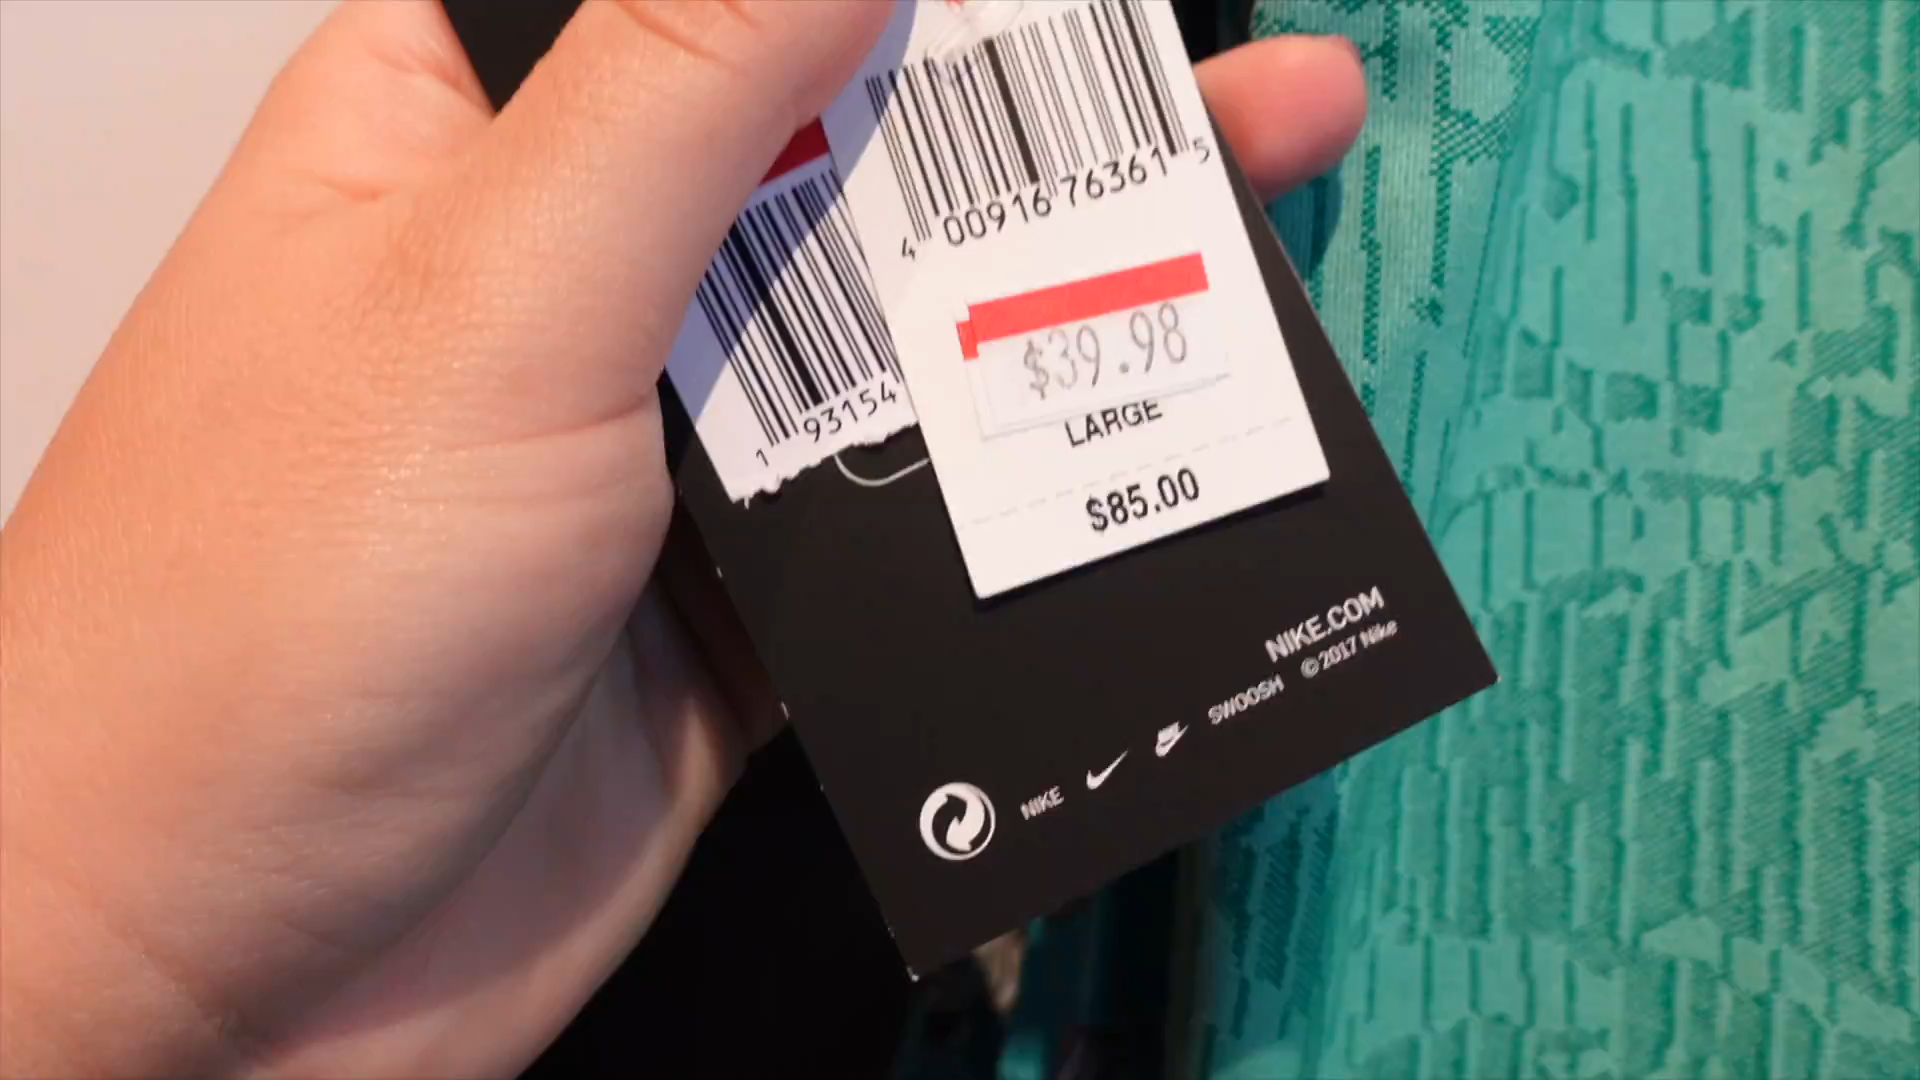 4 00916 76361 5
$39.98
LARGE
$85.00
1 93154
NIKE.COM
©2017 Nike
NIKE SWOOSH